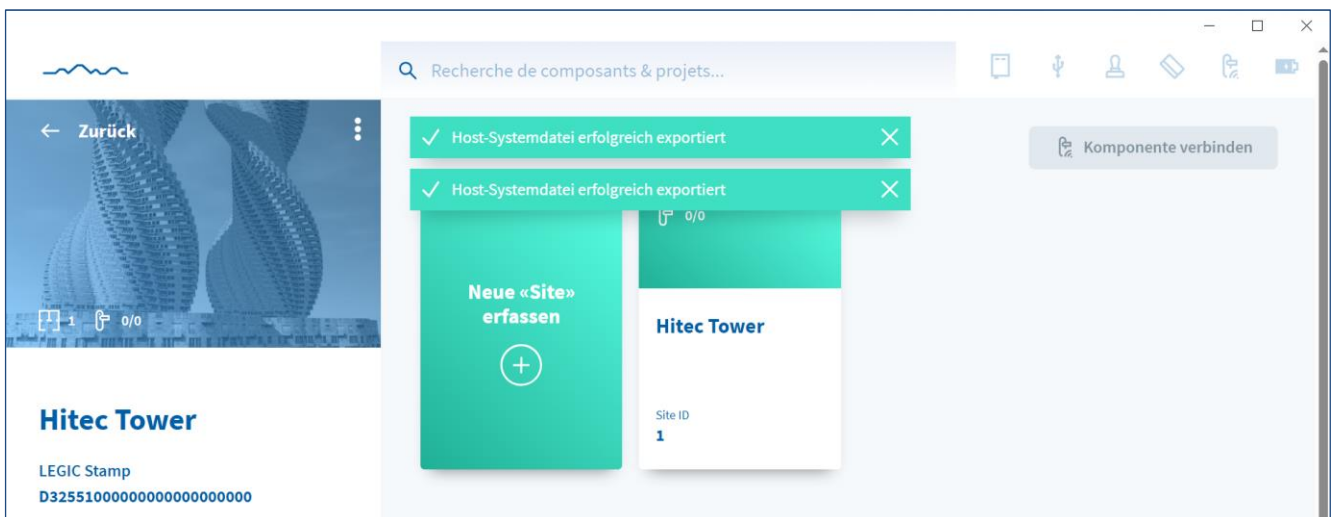 Recherche de composants & projets...
Zurück
Host-Systemdatei erfolgreich exportiert
Komponente verbinden
Host-Systemdatei erfolgreich exportiert
0/0
Neue «Site»
erfassen
1 0/0
Hitec Tower
Site ID
1
Hitec Tower
LEGIC Stamp
D32551000000000000000000